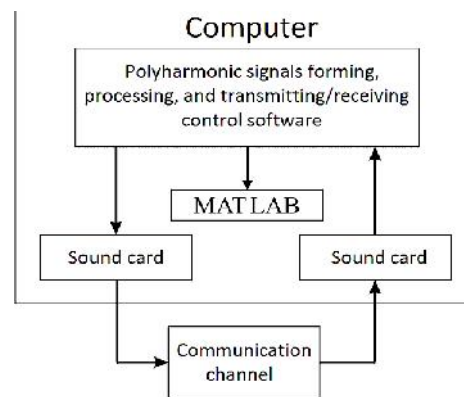 Computer
Polyharmonic signals forming,
processing, and transmitting/receiving
control software
MATLAB
Sound card
Sound card
Communication
channel